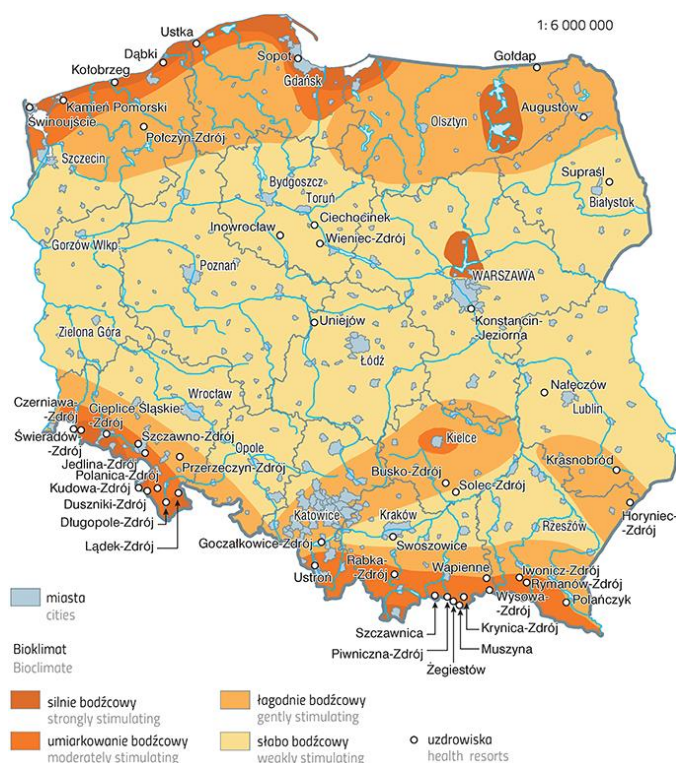 1:6 000 000
Ustka
Dąbki
Kołobrzeg
Sopot
Gdańsk
Gołdap
Kamień Pomorski
Świnoujście
Połczyn-Zdrój
Szczecin
Olsztyn
Augustów
Supraśl
Białystok
Bydgoszcz
Toruń
Ciechocinek
Inowrocław
Wieniec-Zdrój
Gorzów Wlkp.
Poznań
WARSZAWA
Konstancin-
Jeziorna
Uniejów
Łódź
Zielona Góra
Nałęczów
Lublin
Wrocław
Czerniawa-
-Zdrój
Cieplice Śląskie-
-Zdrój
Świeradów-
-Zdrój
Szczawno-Zdrój
Jedlina-Zdrój
Opole
Przerzeczyn-Zdrój
Polanica-Zdrój
Kudowa-Zdrój
Duszniki-Zdrój
Dlugopole-Zdrój
Lądek-Zdrój
Kielce
Busko-Zdrój
Solec-Zdrój
Krasnobród
Horyniec-
-Zdrój
Katowice
Kraków
Rzeszów
Goczałkowice-Zdrój
Swoszowice
Ustroń
Rabka-
-Zdrój
Wapienne
Iwonicz-Zdrój
Rymanów-Zdrój
Wysowa-
-Zdrój
Polańczyk
Szczawnica
Krynica-Zdrój
Piwniczna-Zdrój
Muszyna
Żegiestów
miasta
cities
Bioklimat
Bioclimate
silnie bodźcowy
strongly stimulating
umiarkowanie bodźcowy
moderately stimulating
łagodnie bodźcowy
gently stimulating
słabo bodźcowy
weakly stimulating
uzdrowiska
health resorts